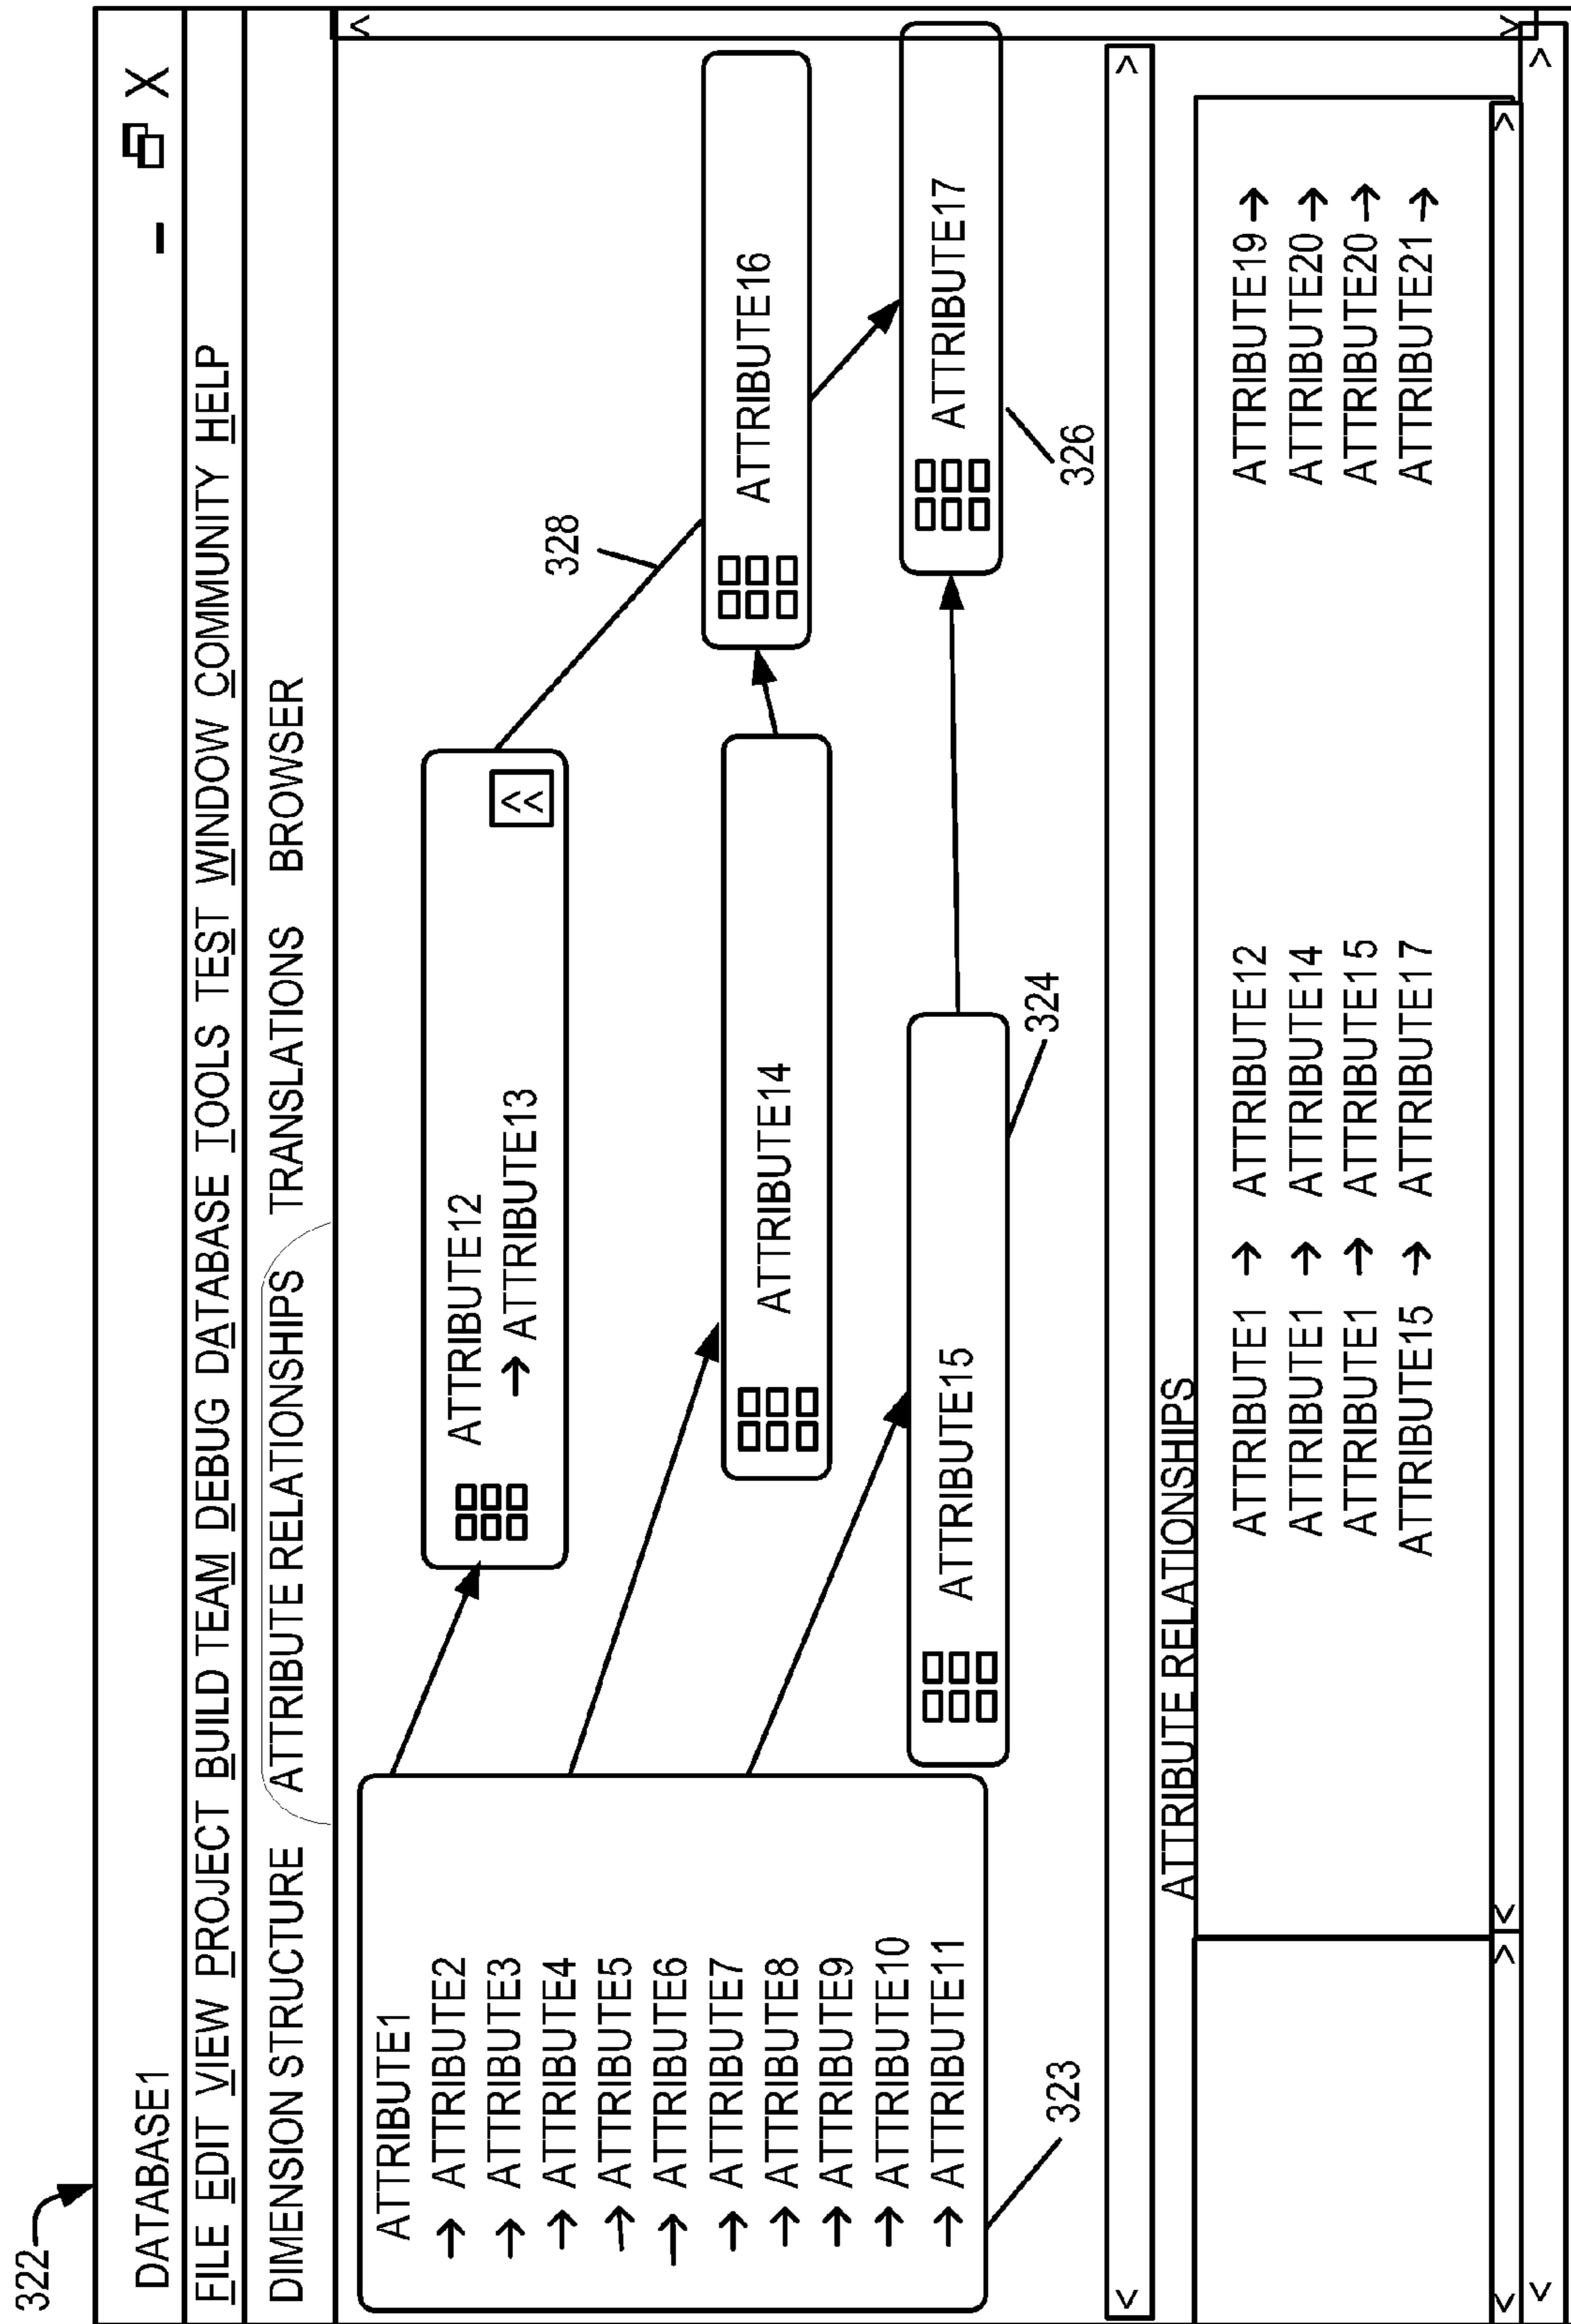 322
DATABASE1 – X
FILE EDIT VIEW PROJECT BUILD TEAM DEBUG DATABASE TOOLS TEST WINDOW COMMUNITY HELP
DIMENSION STRUCTURE ATTRIBUTE RELATIONSHIPS TRANSLATIONS BROWSER
ATTRIBUTE1
→ ATTRIBUTE2
→ ATTRIBUTE3
→ ATTRIBUTE4
→ ATTRIBUTE5
→ ATTRIBUTE6
→ ATTRIBUTE7
→ ATTRIBUTE8
→ ATTRIBUTE9
→ ATTRIBUTE10
→ ATTRIBUTE11
323
ATTRIBUTE12
→ ATTRIBUTE13
ATTRIBUTE14
ATTRIBUTE15
324
328
ATTRIBUTE16
ATTRIBUTE17
326
ATTRIBUTE RELATIONSHIPS
ATTRIBUTE1 → ATTRIBUTE12 ATTRIBUTE19 →
ATTRIBUTE1 → ATTRIBUTE14 ATTRIBUTE20 →
ATTRIBUTE1 → ATTRIBUTE15 ATTRIBUTE20 →
ATTRIBUTE15 → ATTRIBUTE17 ATTRIBUTE21 →